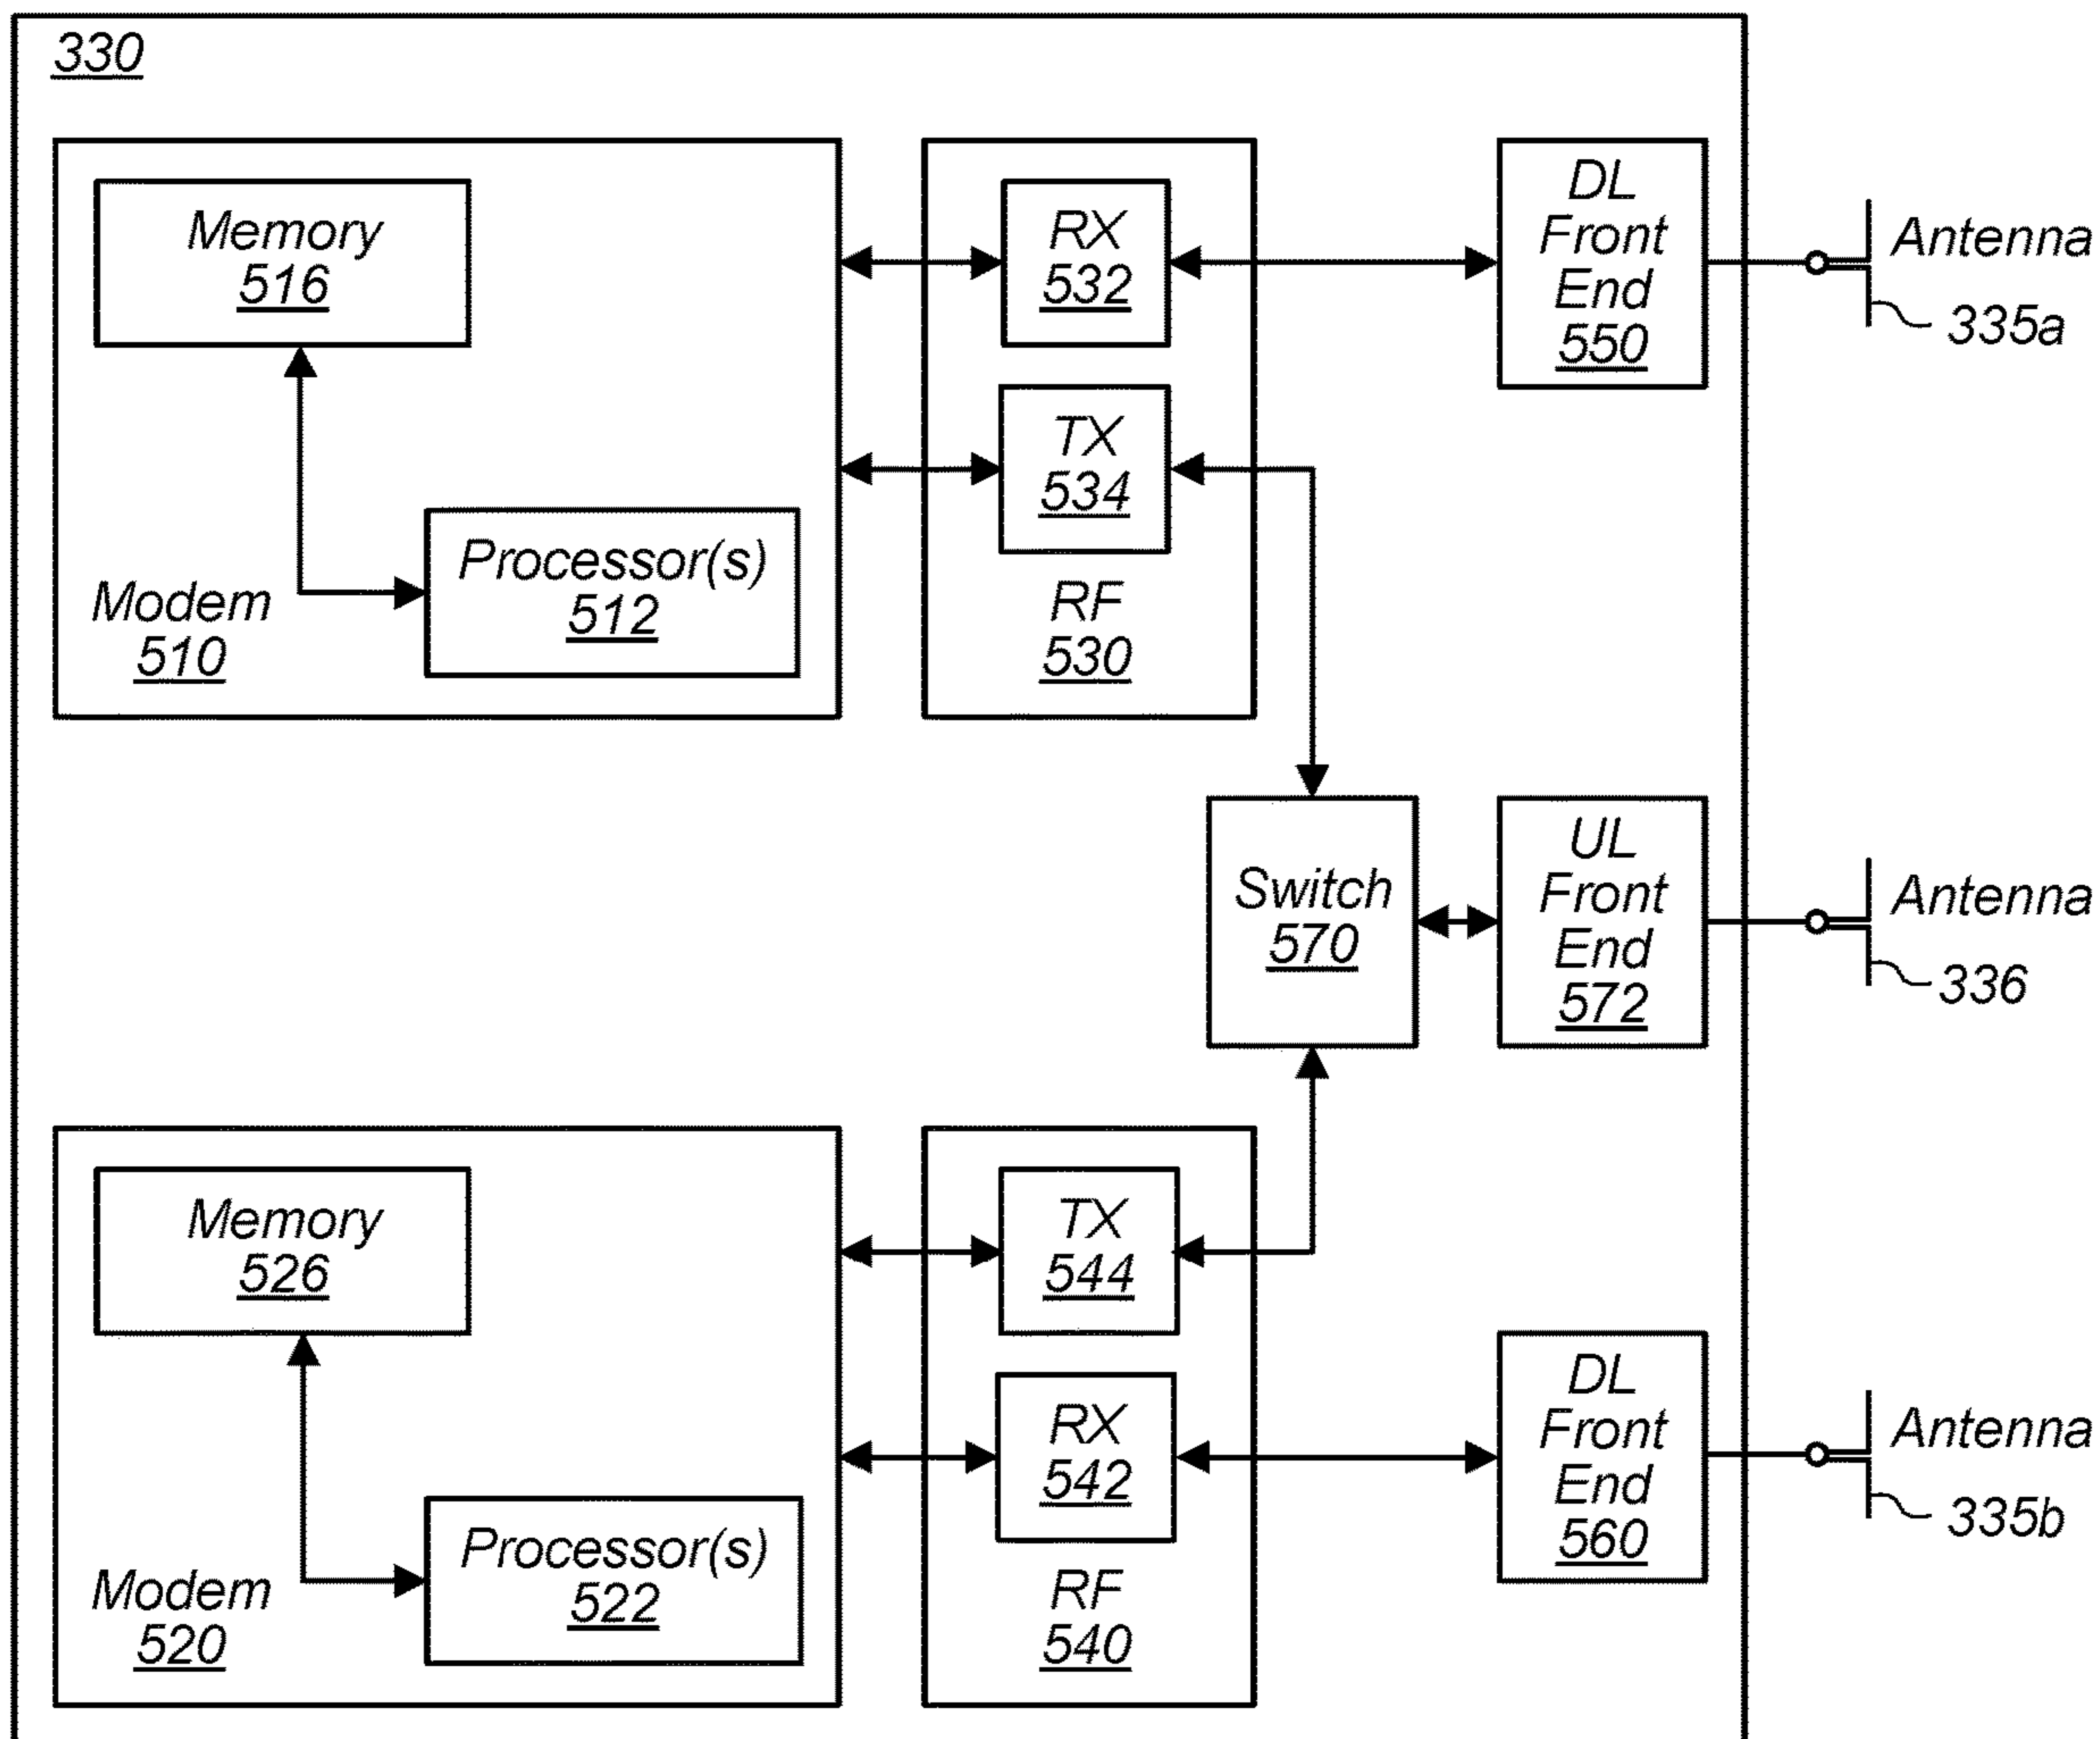 330
Memory
516
Processor(s)
512
Modem
510
RX
532
TX
534
RF
530
DL
Front
End
550
Antenna
335a
Switch
570
UL
Front
End
572
Antenna
336
Memory
526
Processor(s)
522
Modem
520
TX
544
RX
542
RF
540
DL
Front
End
560
Antenna
335b